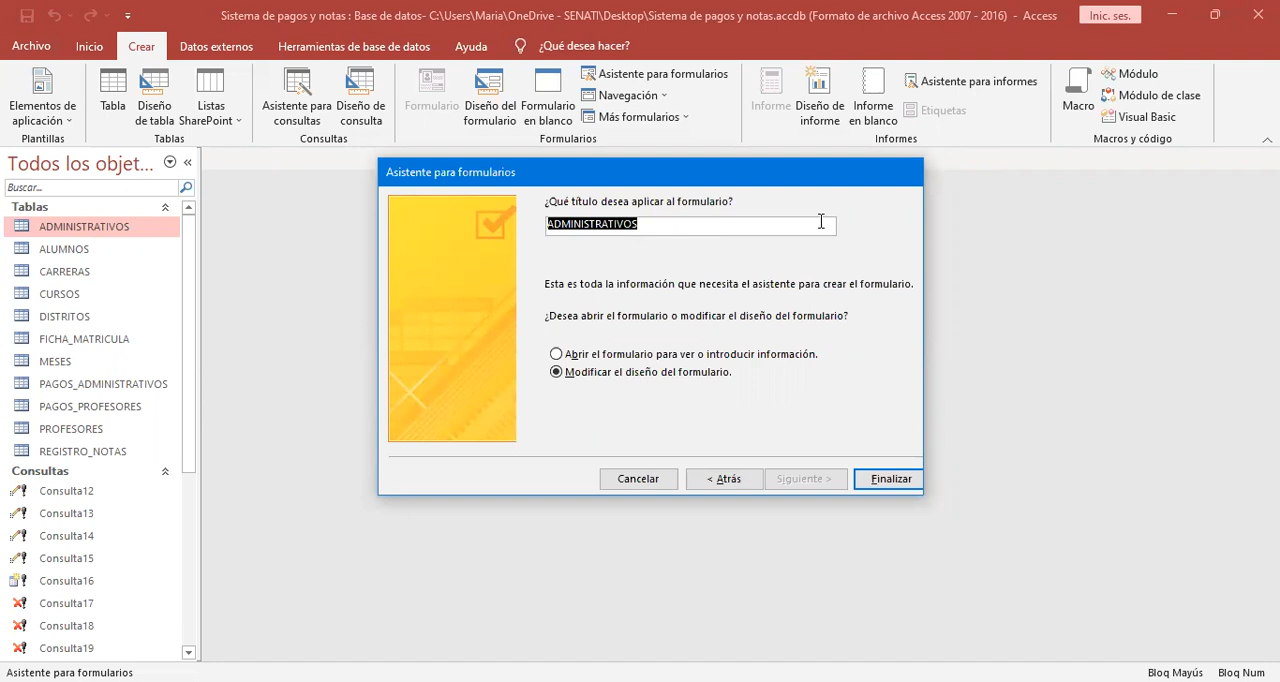 Sistema de pagos y notas : Base de datos- C:\Users\Maria\OneDrive - SENATI\Desktop\Sistema de pagos y notas.accdb (Formato de archivo Access 2007 - 2016) - Access
Inic. ses.
Archivo Inicio Crear Datos externos Herramientas de base de datos Ayuda ¿Qué desea hacer?
Elementos de aplicación
Tabla
Diseño de tabla
Listas SharePoint
Asistente para consultas
Diseño de consulta
Formulario
Diseño del formulario
Formulario en blanco
Asistente para formularios
Navegación
Más formularios
Informe
Diseño de informe
Informe en blanco
Asistente para informes
Etiquetas
Macro
Módulo
Módulo de clase
Visual Basic
Plantillas Tablas Consultas Formularios Informes Macros y código
Todos los objet...
Buscar...
Tablas
ADMINISTRATIVOS
ALUMNOS
CARRERAS
CURSOS
DISTRITOS
FICHA_MATRICULA
MESES
PAGOS_ADMINISTRATIVOS
PAGOS_PROFESORES
PROFESORES
REGISTRO_NOTAS
Consultas
Consulta12
Consulta13
Consulta14
Consulta15
Consulta16
Consulta17
Consulta18
Consulta19
Asistente para formularios
¿Qué título desea aplicar al formulario?
ADMINISTRATIVOS
Esta es toda la información que necesita el asistente para crear el formulario.
¿Desea abrir el formulario o modificar el diseño del formulario?
Abrir el formulario para ver o introducir información.
Modificar el diseño del formulario.
Cancelar < Atrás Siguiente > Finalizar
Asistente para formularios
Bloq Mayús Bloq Num